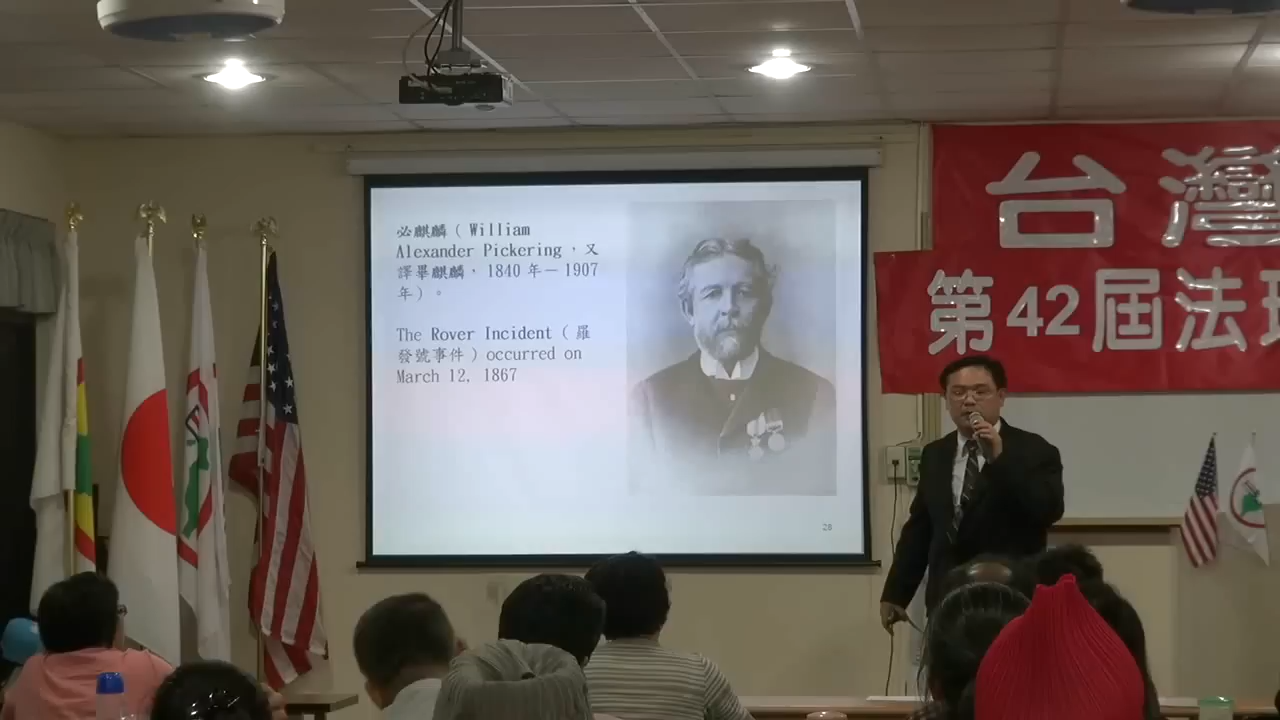 必麒麟（William
Alexander Pickering，又
譯畢麒麟，1840 年－1907
年）。
The Rover Incident（羅
發號事件）occurred on
March 12, 1867
28
台灣
第42屆法